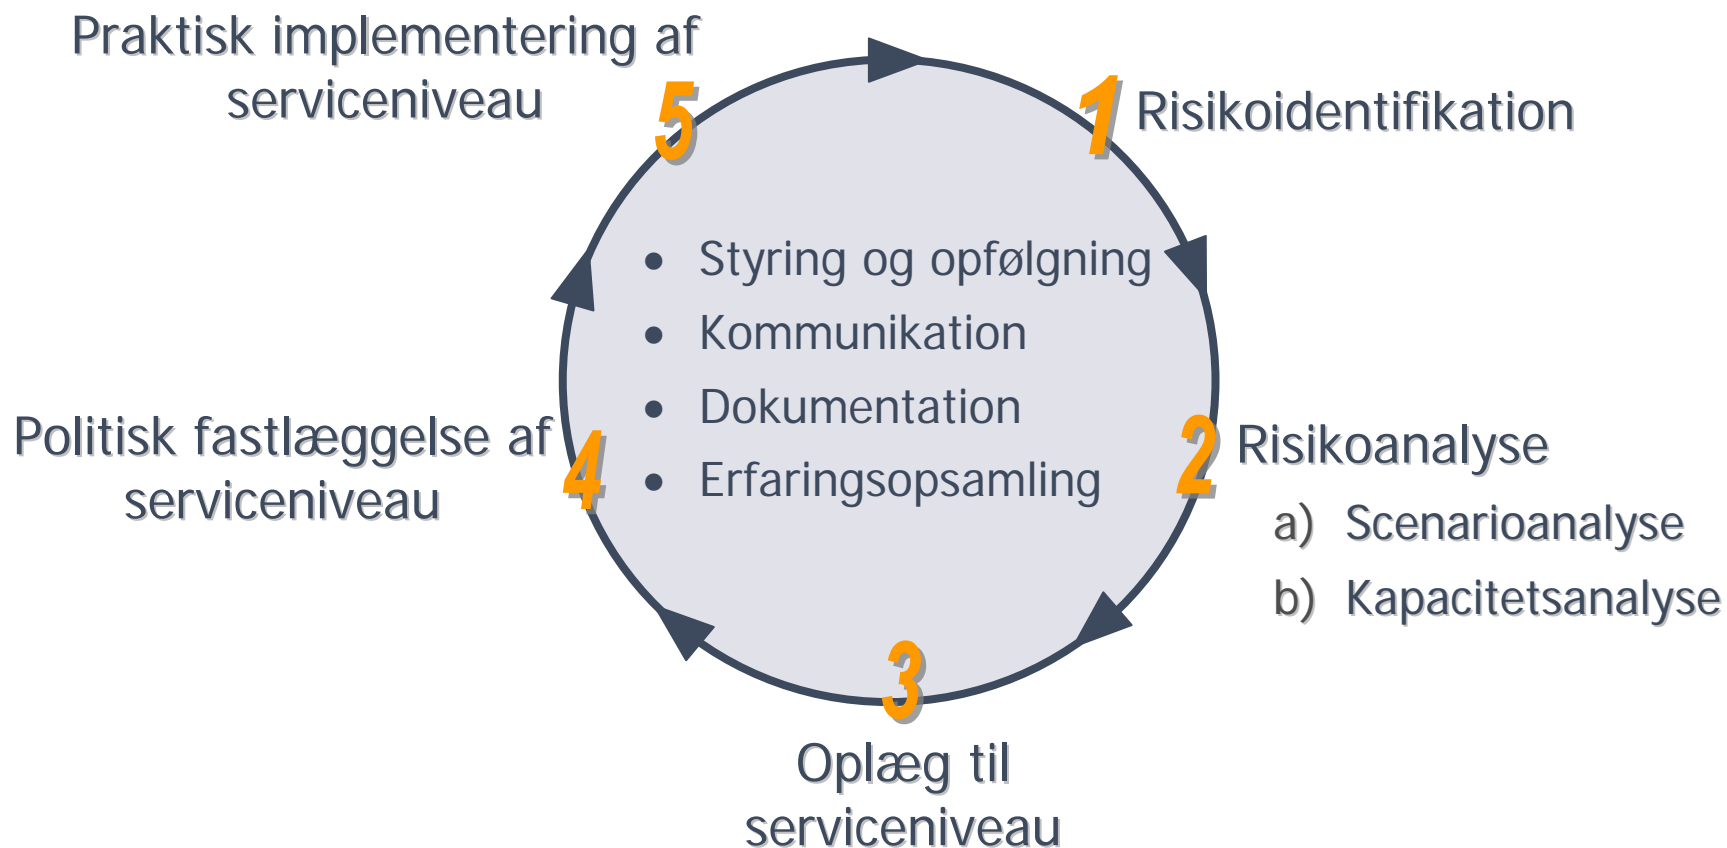 Praktisk implementering af
serviceniveau
5
1 Risikoidentifikation
• Styring og opfølgning
• Kommunikation
• Dokumentation
• Erfaringsopsamling
2 Risikoanalyse
a) Scenarioanalyse
b) Kapacitetsanalyse
3
Oplæg til
serviceniveau
Politisk fastlæggelse af
serviceniveau
4